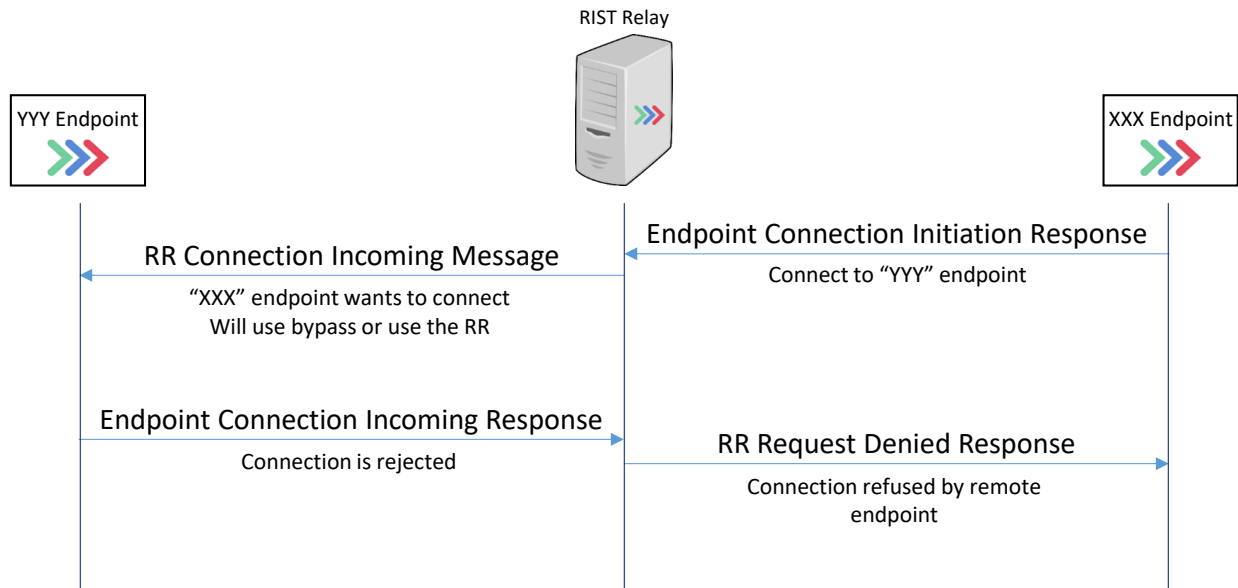 RIST Relay
YYY Endpoint
XXX Endpoint
Endpoint Connection Initiation Response
Connect to “YYY” endpoint
RR Connection Incoming Message
“XXX” endpoint wants to connect
Will use bypass or use the RR
Endpoint Connection Incoming Response
Connection is rejected
RR Request Denied Response
Connection refused by remote
endpoint